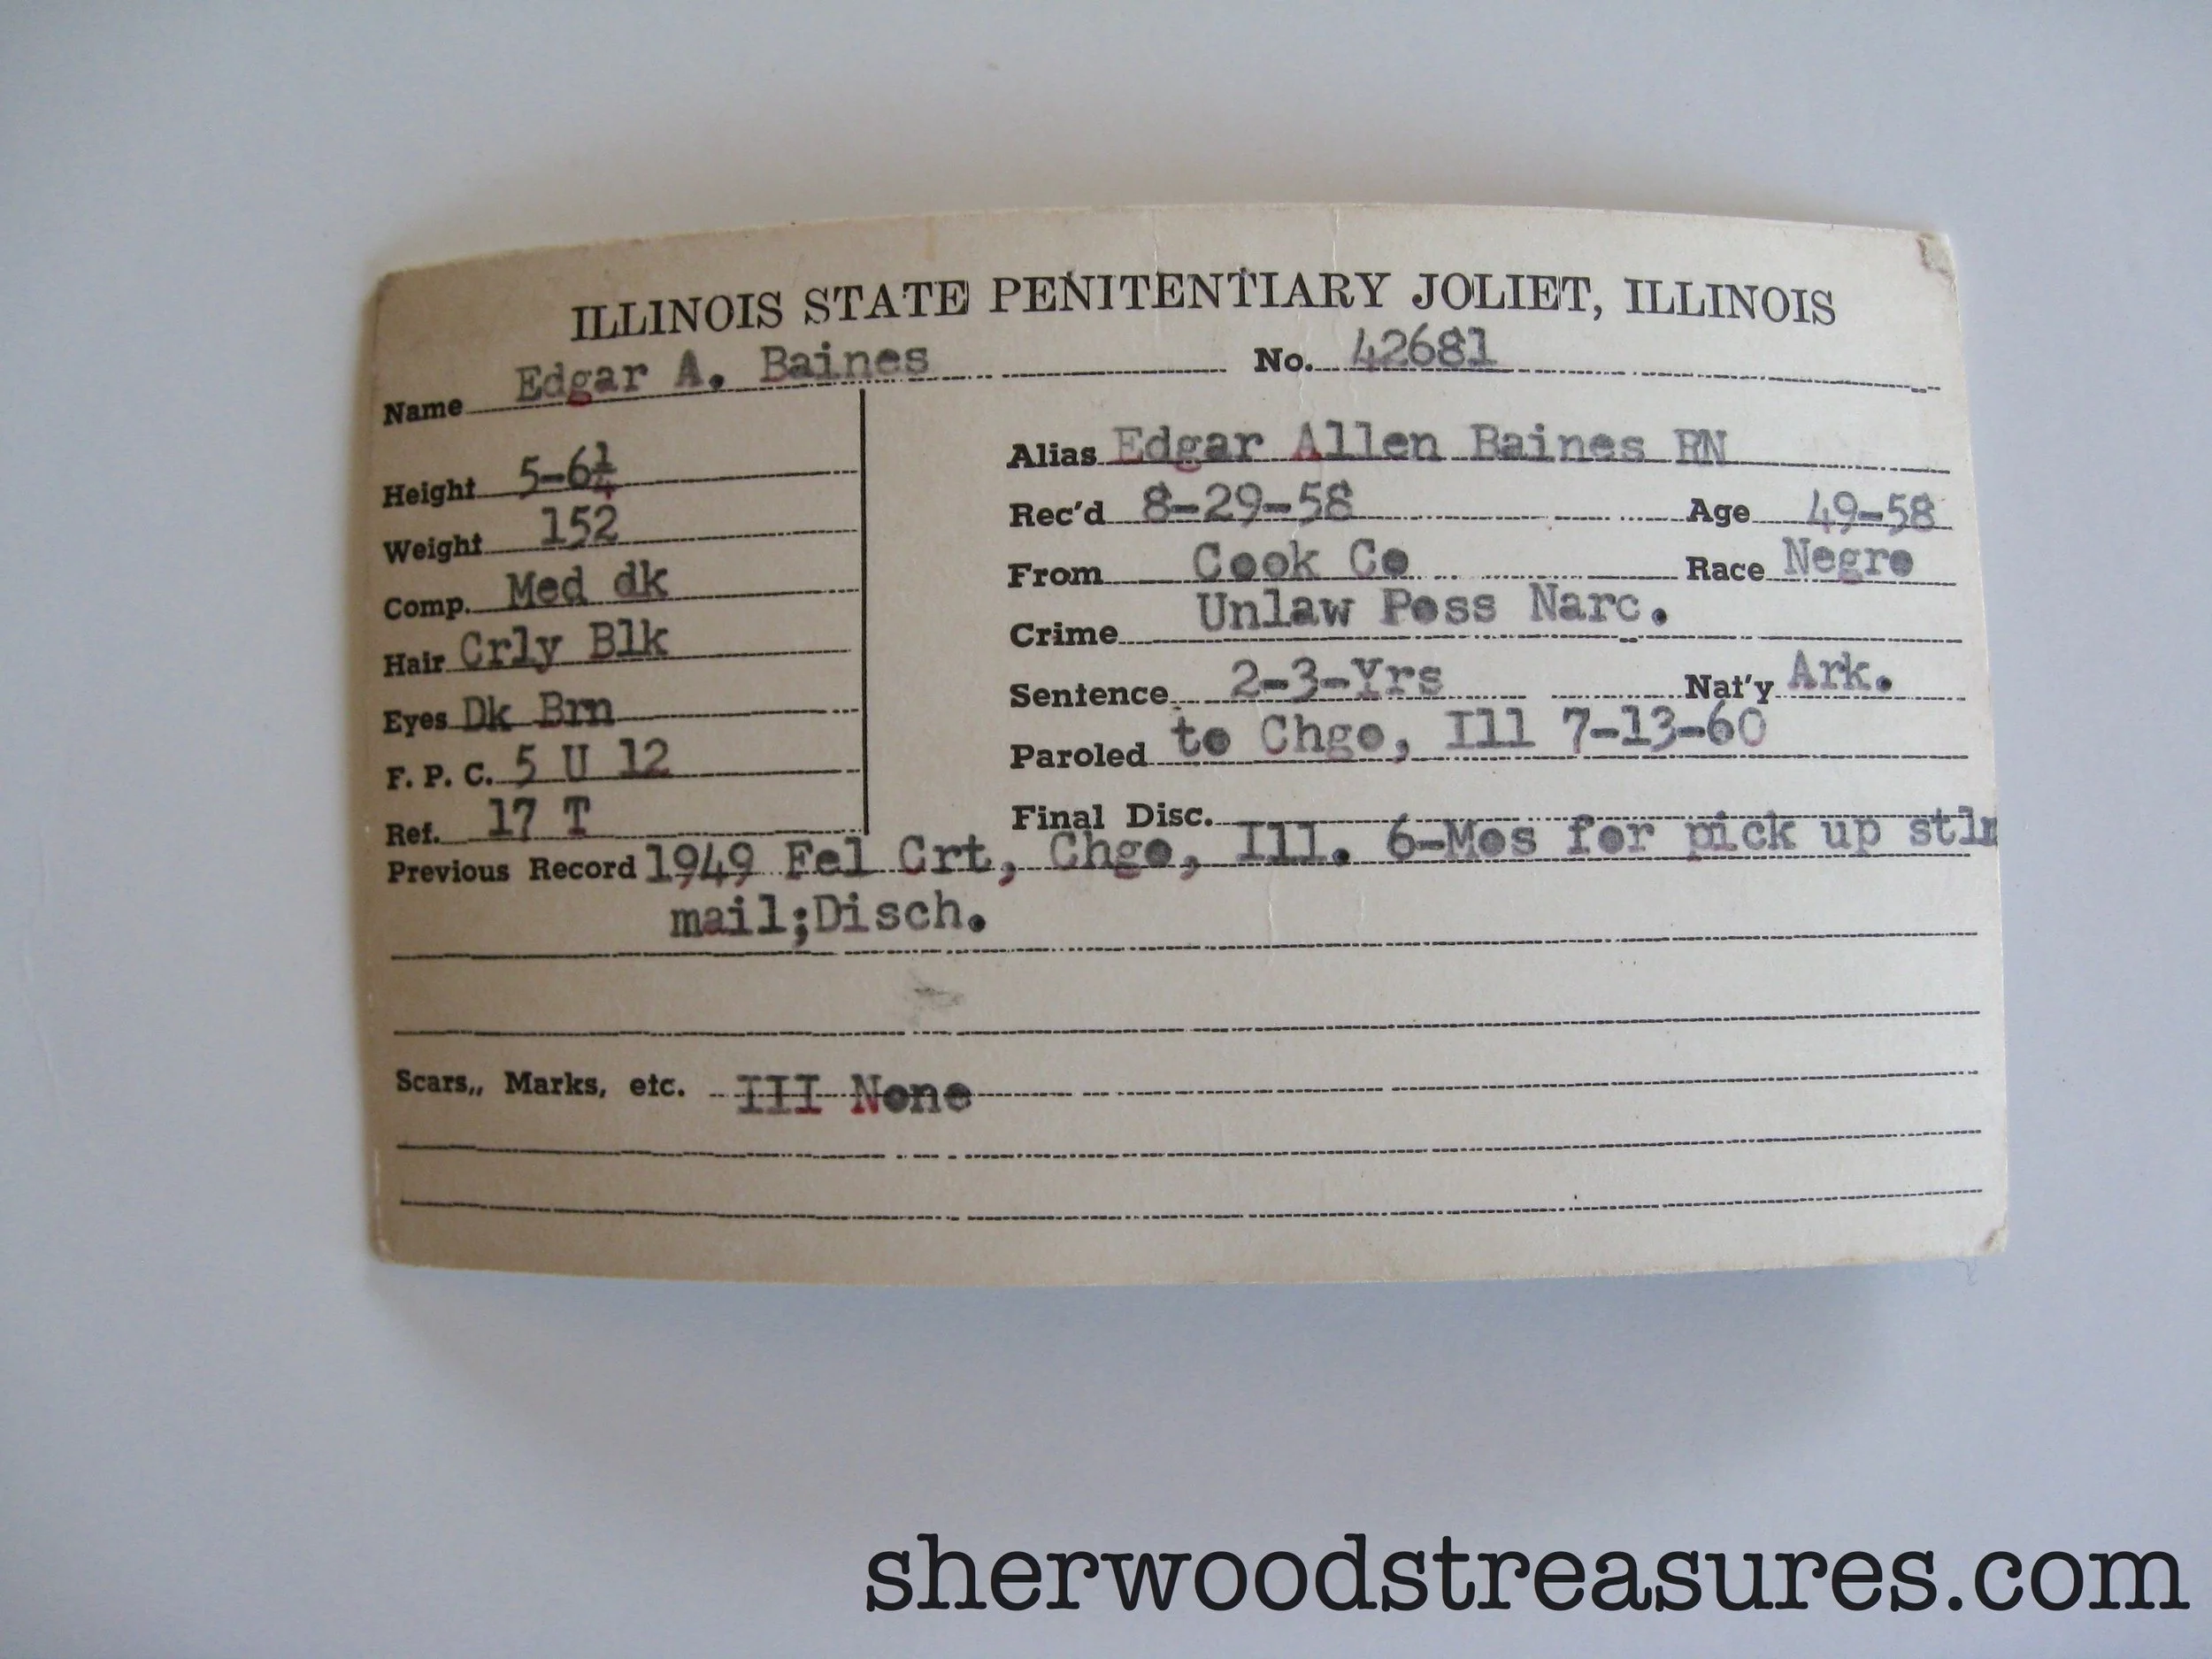 ILLINOIS STATE PENITENTIARY JOLIET, ILLINOIS
Name Edgar A. Baines No. 42681
Height 5-6¼ Alias Edgar Allen Baines RN
Weight 152 Rec'd 8-29-58 Age 49-58
Comp. Med dk From Cook Co Race Negro
Hair Crly Blk Crime Unlaw Poss Narc.
Eyes Dk Brn Sentence 2-3-Yrs Nat'y Ark.
F. P. C. 5 U 12 Paroled to Chgo, Ill 7-13-60
Ref. 17 T Final Disc.
Previous Record 1949 Fel Crt, Chgo, Ill. 6-Mos for pick up stln
mail;Disch.
Scars,, Marks, etc. III None
sherwoodstreasures.com